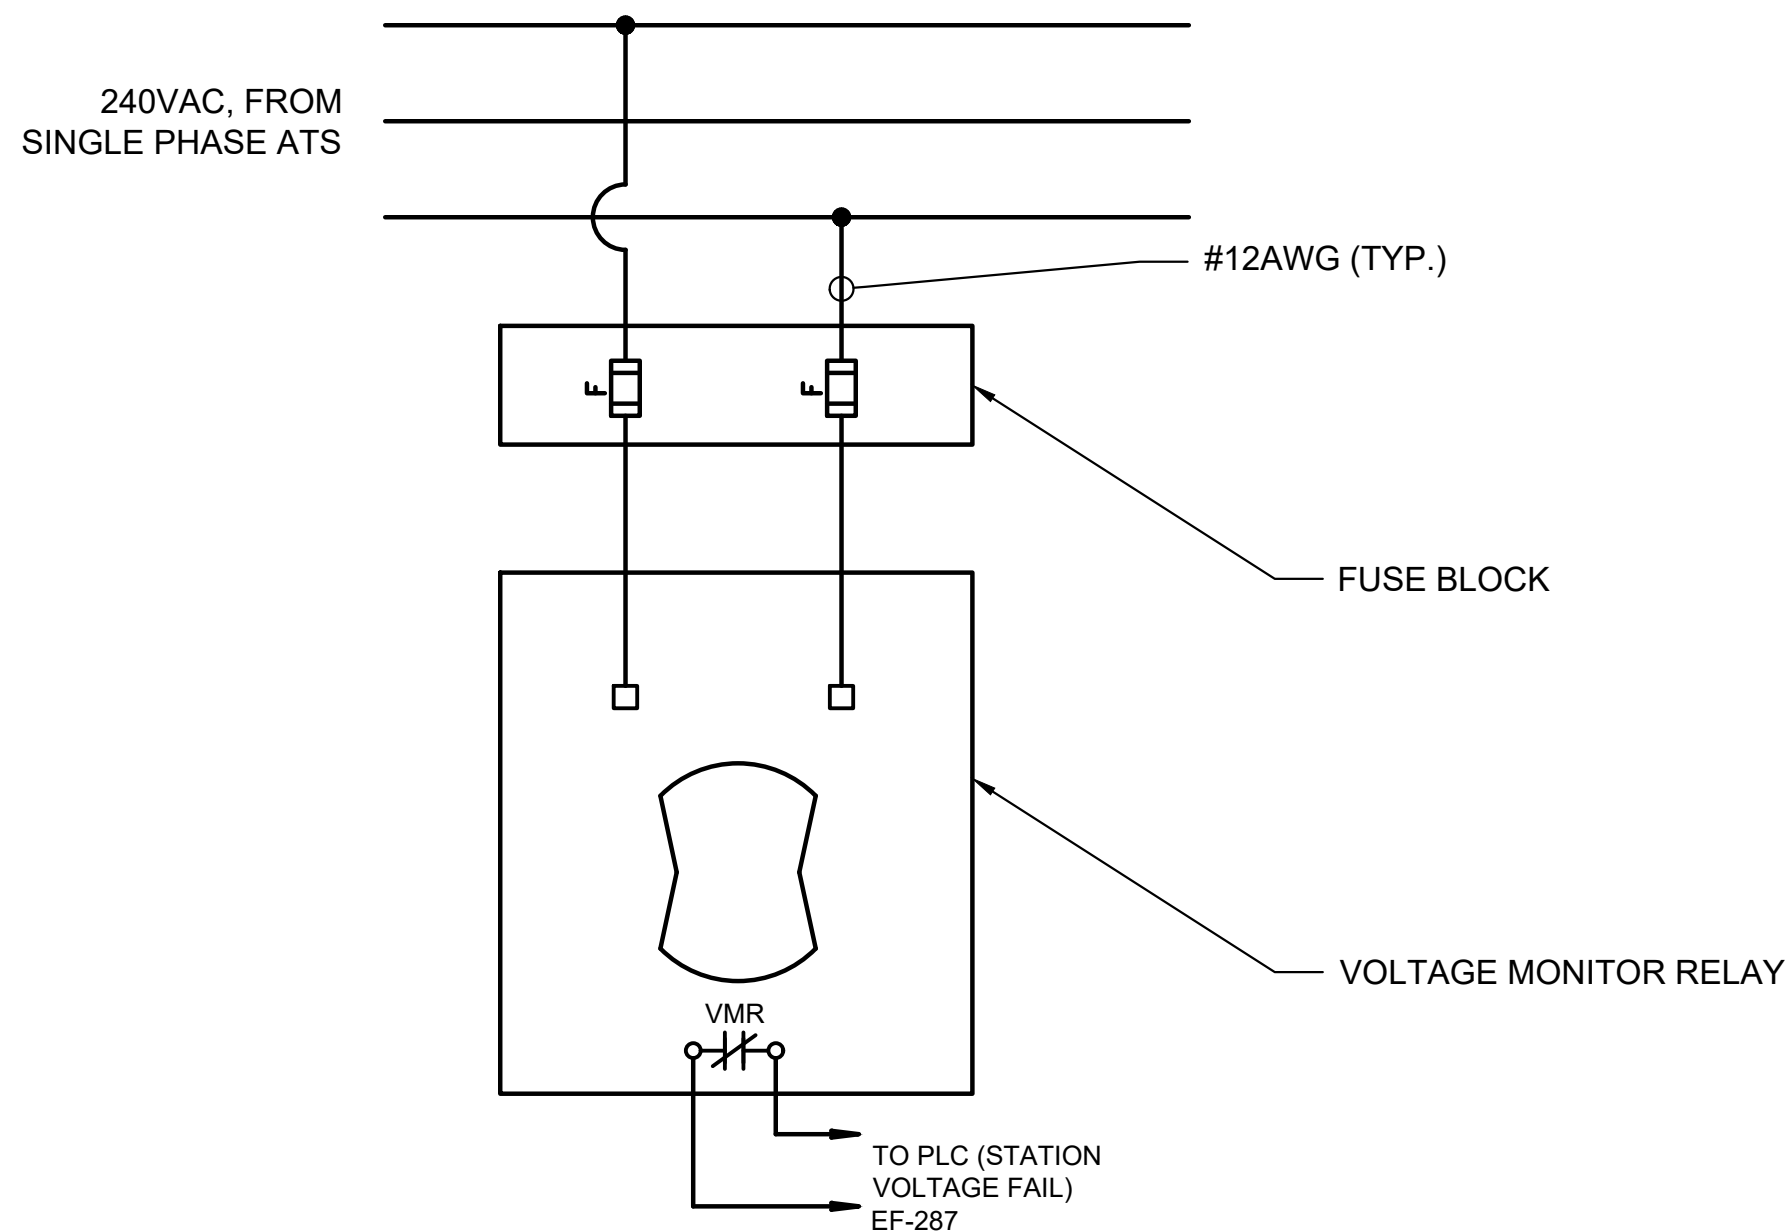 240VAC, FROM
SINGLE PHASE ATS
#12AWG (TYP.)
F
F
FUSE BLOCK
VOLTAGE MONITOR RELAY
VMR
TO PLC (STATION
VOLTAGE FAIL)
EF-287